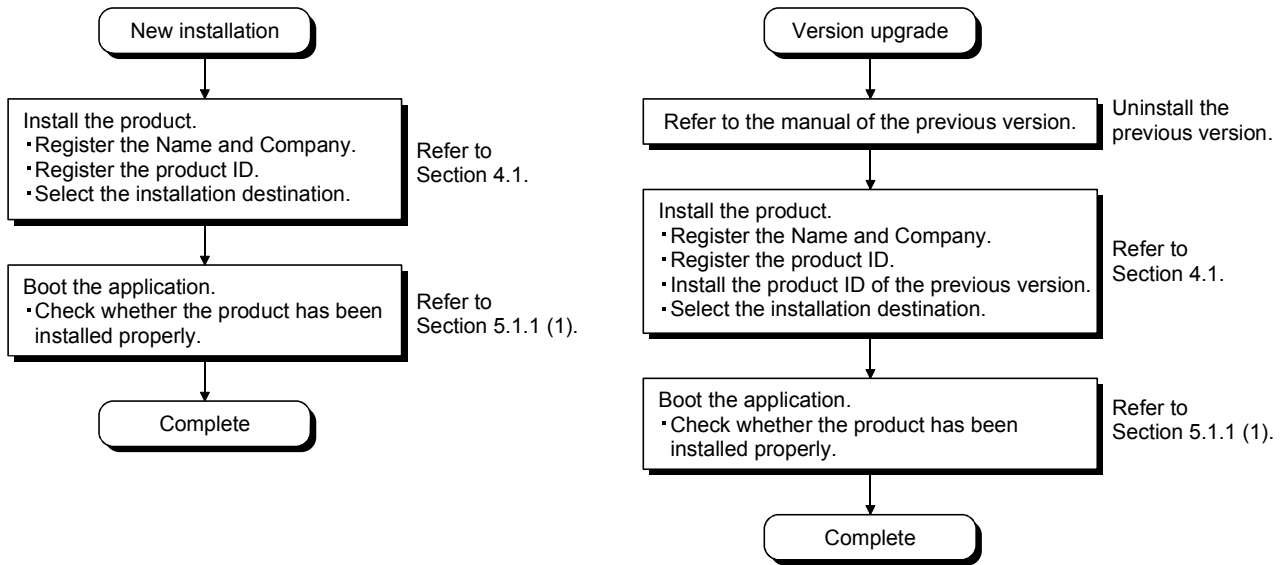 New installation
Install the product.
・Register the Name and Company.
・Register the product ID.
・Select the installation destination.
Refer to
Section 4.1.
Boot the application.
・Check whether the product has been
installed properly.
Refer to
Section 5.1.1 (1).
Complete
Version upgrade
Refer to the manual of the previous version.
Uninstall the
previous version.
Install the product.
・Register the Name and Company.
・Register the product ID.
・Install the product ID of the previous version.
・Select the installation destination.
Refer to
Section 4.1.
Boot the application.
・Check whether the product has been
installed properly.
Refer to
Section 5.1.1 (1).
Complete